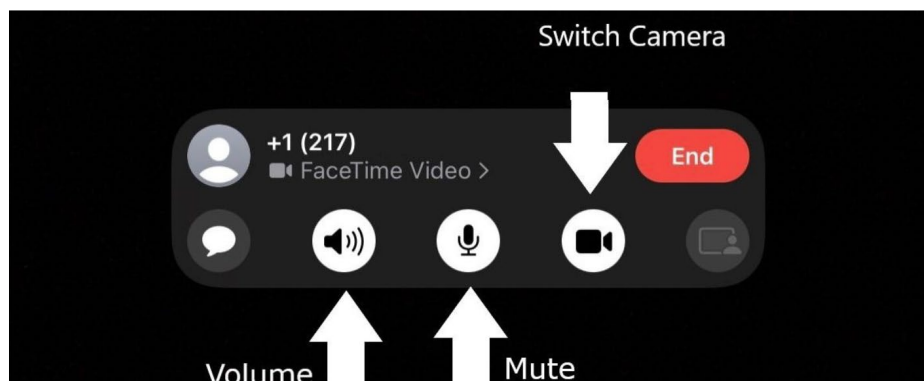 Switch Camera
+1 (217)
FaceTime Video >
End
Volume
Mute